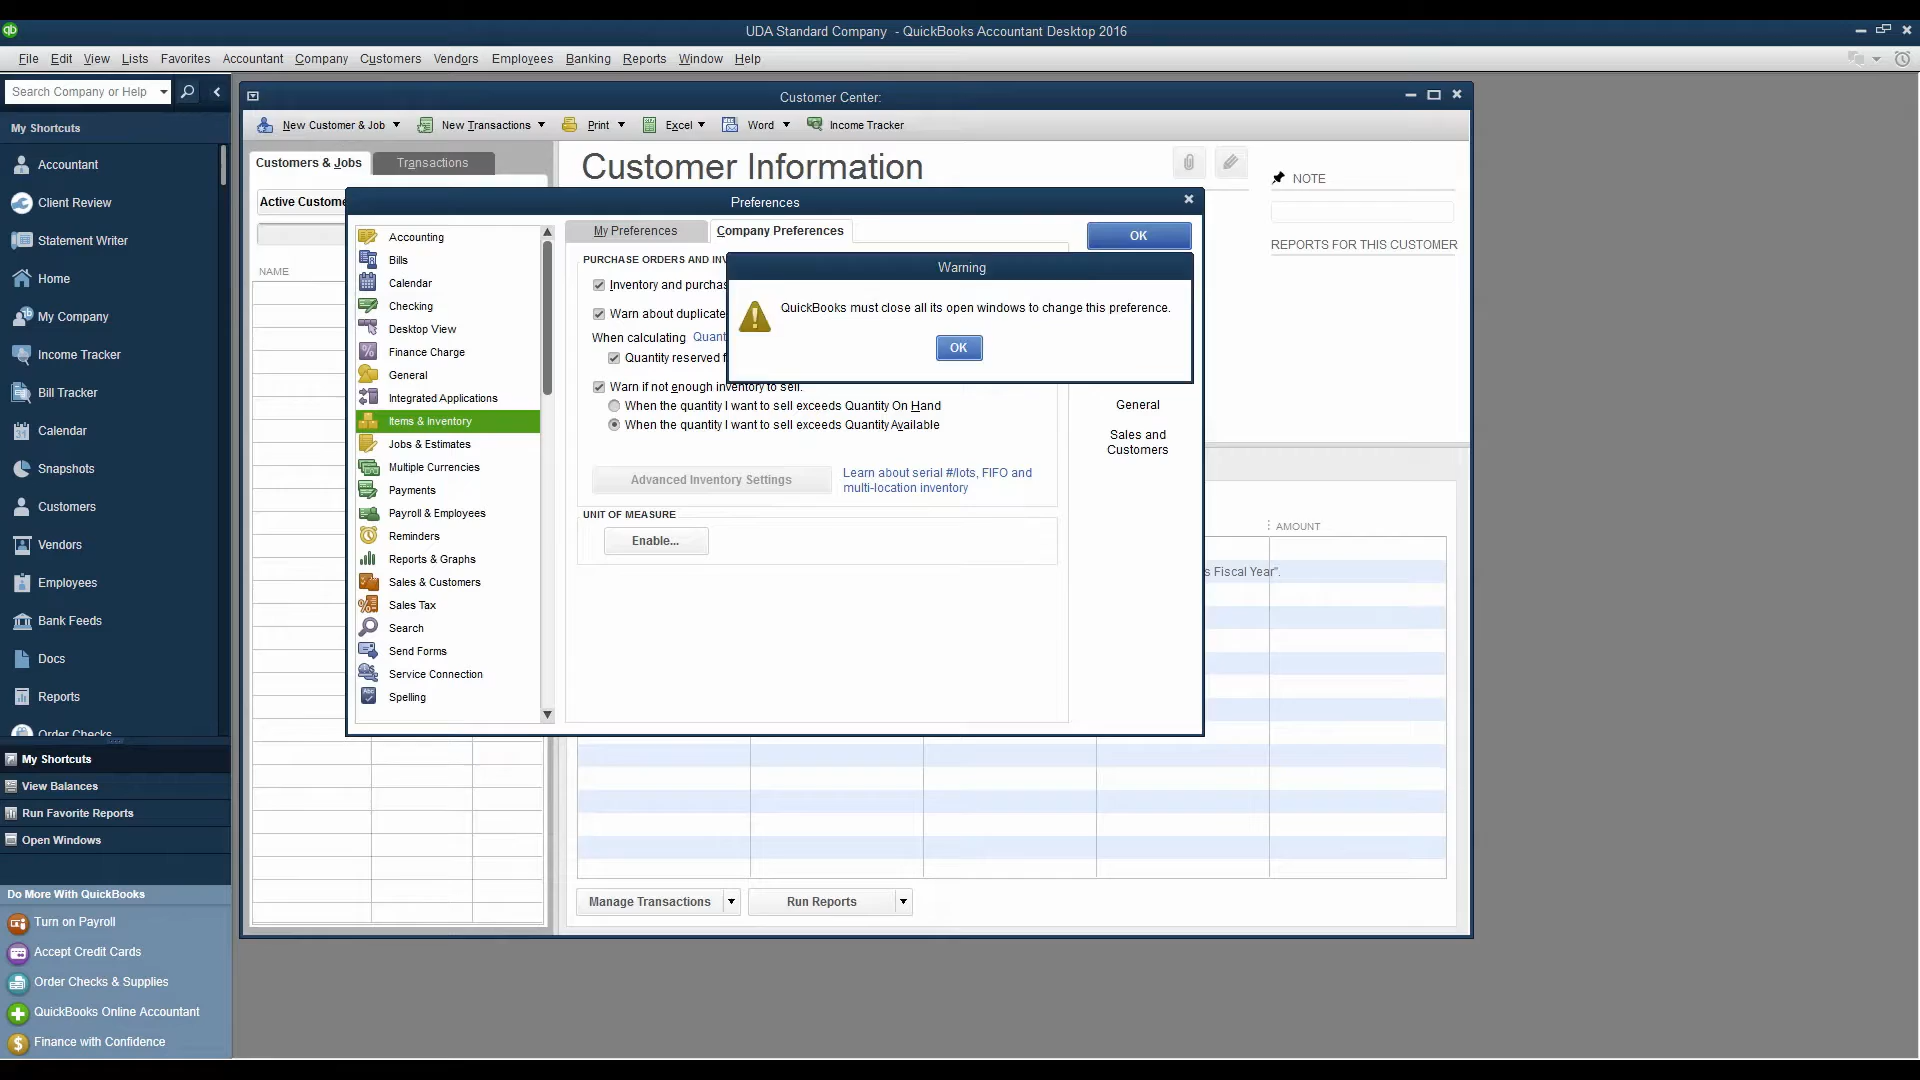 UDA Standard Company - QuickBooks Accountant Desktop 2016
File Edit View Lists Favorites Accountant Company Customers Vendors Employees Banking Reports Window Help
Search Company or Help
My Shortcuts
Accountant
Client Review
Statement Writer
Home
My Company
Income Tracker
Bill Tracker
Calendar
Snapshots
Customers
Vendors
Employees
Bank Feeds
Docs
Reports
Order Checks
My Shortcuts
View Balances
Run Favorite Reports
Open Windows
Do More With QuickBooks
Turn on Payroll
Accept Credit Cards
Order Checks & Supplies
QuickBooks Online Accountant
Finance with Confidence
Customer Center:
New Customer & Job New Transactions Print Excel Word Income Tracker
Customers & Jobs Transactions
Active Custome
NAME
Customer Information
NOTE
REPORTS FOR THIS CUSTOMER
Preferences
Accounting
Bills
Calendar
Checking
Desktop View
Finance Charge
General
Integrated Applications
Items & Inventory
Jobs & Estimates
Multiple Currencies
Payments
Payroll & Employees
Reminders
Reports & Graphs
Sales & Customers
Sales Tax
Search
Send Forms
Service Connection
Spelling
My Preferences Company Preferences
OK
PURCHASE ORDERS AND INV
Inventory and purchas
Warn about duplicate
When calculating Quant
Quantity reserved f
Warn if not enough inventory to sell.
When the quantity I want to sell exceeds Quantity On Hand
When the quantity I want to sell exceeds Quantity Available
Advanced Inventory Settings
Learn about serial #/lots, FIFO and
multi-location inventory
UNIT OF MEASURE
Enable...
General
Sales and
Customers
Warning
QuickBooks must close all its open windows to change this preference.
OK
AMOUNT
s Fiscal Year".
Manage Transactions
Run Reports